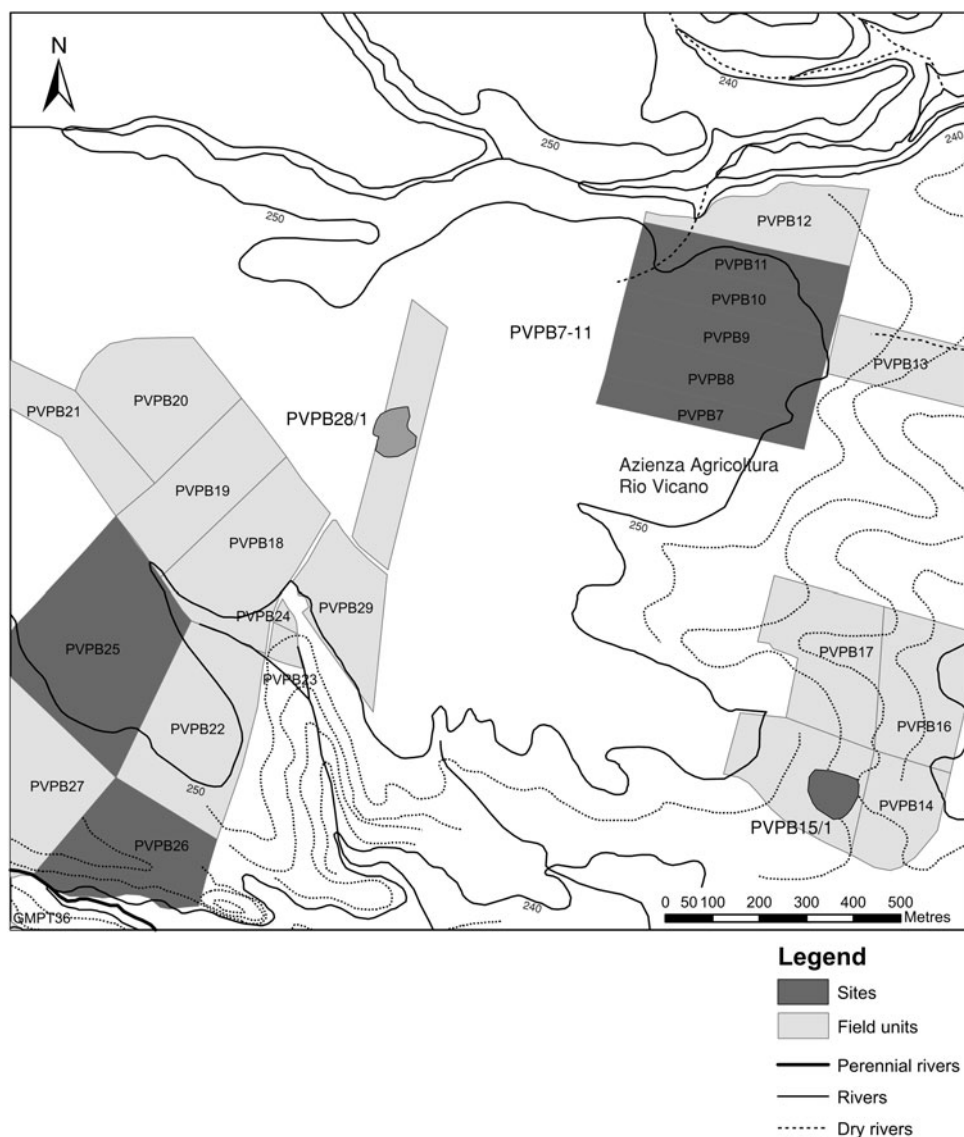 N
240
250
240
250
PVPB12
PVPB11
PVPB10
PVPB7-11
PVPB9
PVPB13
PVPB8
PVPB21
PVPB20
PVPB28/1
PVPB7
Azienza Agricoltura
Rio Vicano
PVPB19
250
PVPB18
PVPB29
PVPB24
PVPB25
PVPB17
PVPB23
PVPB22
PVPB16
PVPB27
250
PVPB14
PVPB15/1
PVPB26
240
GMPT36
0 50 100 200 300 400 500
Metres
Legend
Sites
Field units
Perennial rivers
Rivers
Dry rivers